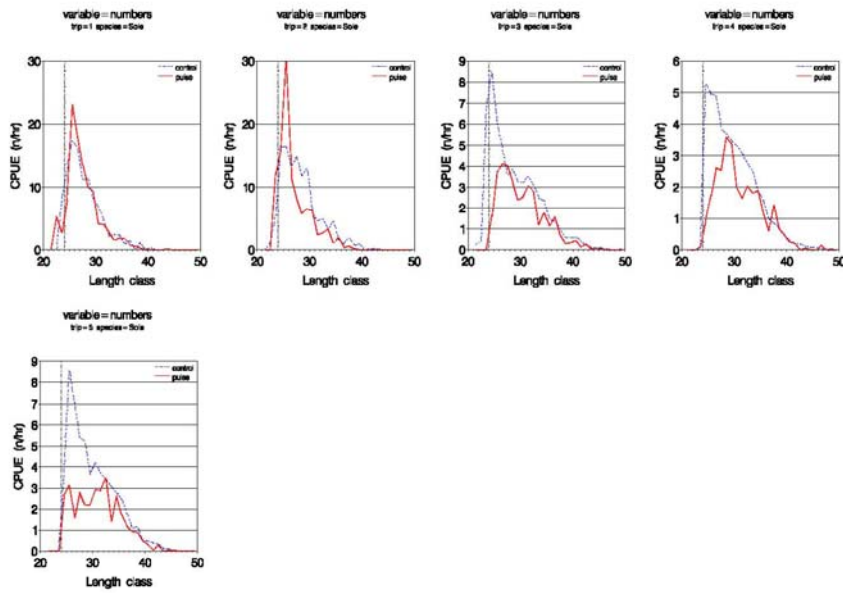 variable=numbers
trip=1 species=Sole
CPUE (n/hr)
30
20
10
0
control
pulse
20 30 40 50
Length class
variable=numbers
trip=2 species=Sole
CPUE (n/hr)
30
20
10
0
control
pulse
20 30 40 50
Length class
variable=numbers
trip=3 species=Sole
CPUE (n/hr)
9
8
7
6
5
4
3
2
1
0
control
pulse
20 30 40 50
Length class
variable=numbers
trip=4 species=Sole
CPUE (n/hr)
6
5
4
3
2
1
0
control
pulse
20 30 40 50
Length class
variable=numbers
trip=5 species=Sole
CPUE (n/hr)
9
8
7
6
5
4
3
2
1
0
control
pulse
20 30 40 50
Length class